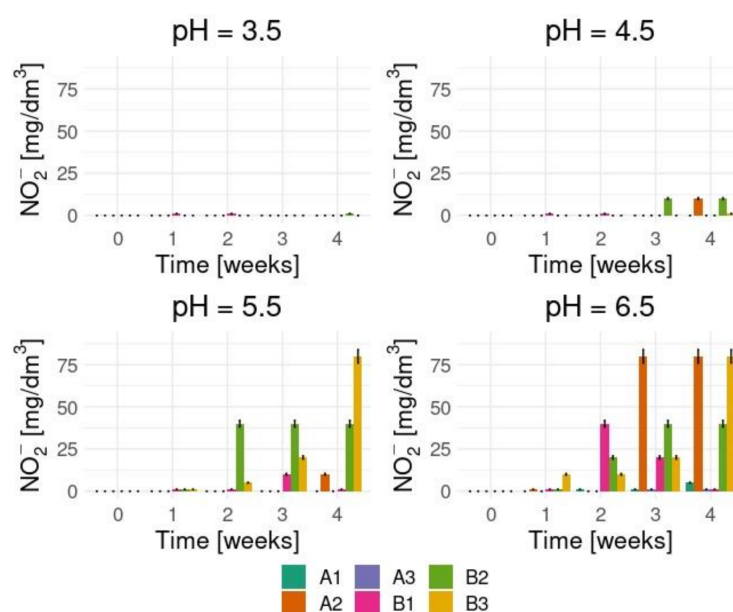 pH = 3.5
NO₂⁻ [mg/dm³]
75
50
25
0
0 1 2 3 4
Time [weeks]
pH = 4.5
NO₂⁻ [mg/dm³]
75
50
25
0
0 1 2 3 4
Time [weeks]
pH = 5.5
NO₂⁻ [mg/dm³]
75
50
25
0
0 1 2 3 4
Time [weeks]
pH = 6.5
NO₂⁻ [mg/dm³]
75
50
25
0
0 1 2 3 4
Time [weeks]
A1 A3 B2
A2 B1 B3